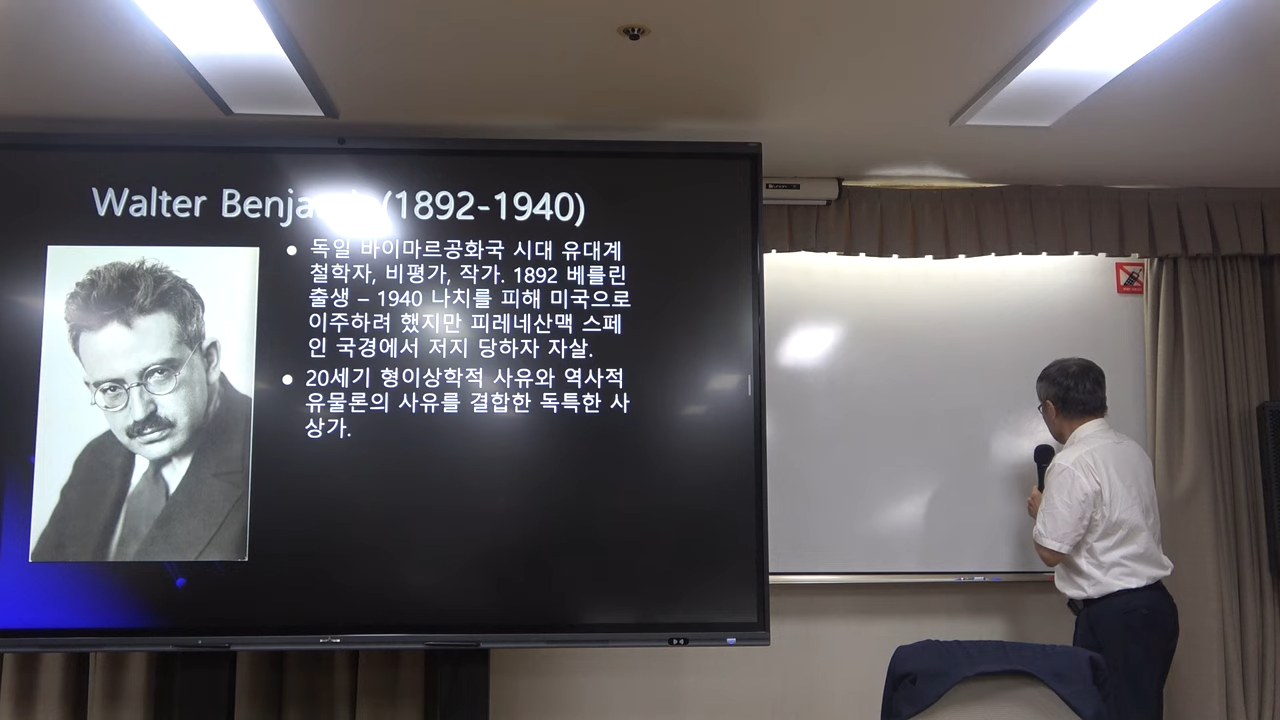 Walter (1892-1940)
독일 바이마르공화국 시대 유대계
철학자, 비평가, 작가. 1892 베를린
출생 – 1940 나치를 피해 미국으로
이주하려 했지만 피레네산맥 스페
인 국경에서 저지 당하자 자살.
20세기 형이상학적 사유와 역사적
유물론의 사유를 결합한 독특한 사
상가.